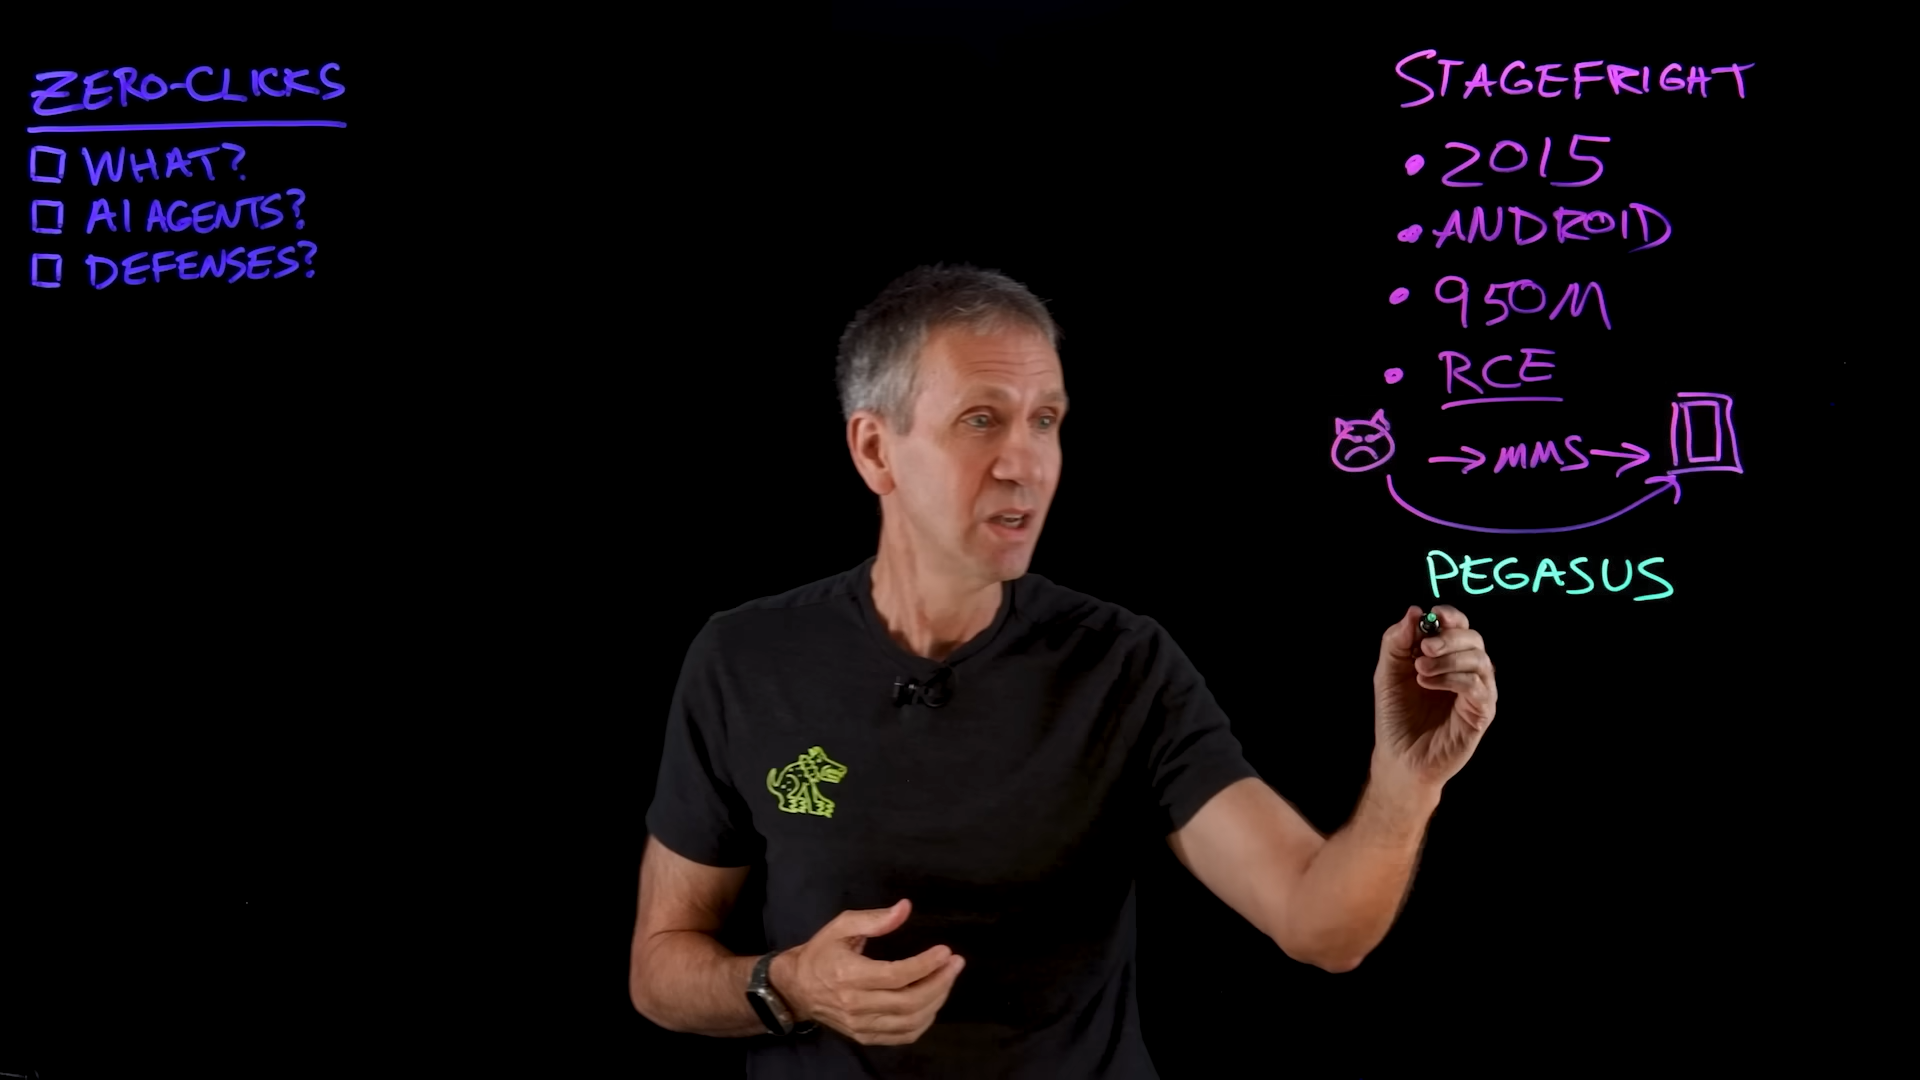 ZERO-CLICKS
WHAT?
AI AGENTS?
DEFENSES?
STAGEFRIGHT
• 2015
• ANDROID
• 950M
• RCE
→ MMS →
PEGASUS